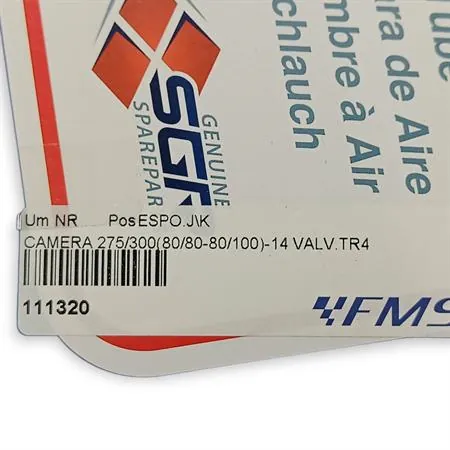 ube
ra de Aire
mbre à Air
chlauch
SGR
GENUINE
SPAREPAR
Um NR PosESPO.J\K
CAMERA 275/300(80/80-80/100)-14 VALV.TR4
111320
FMS